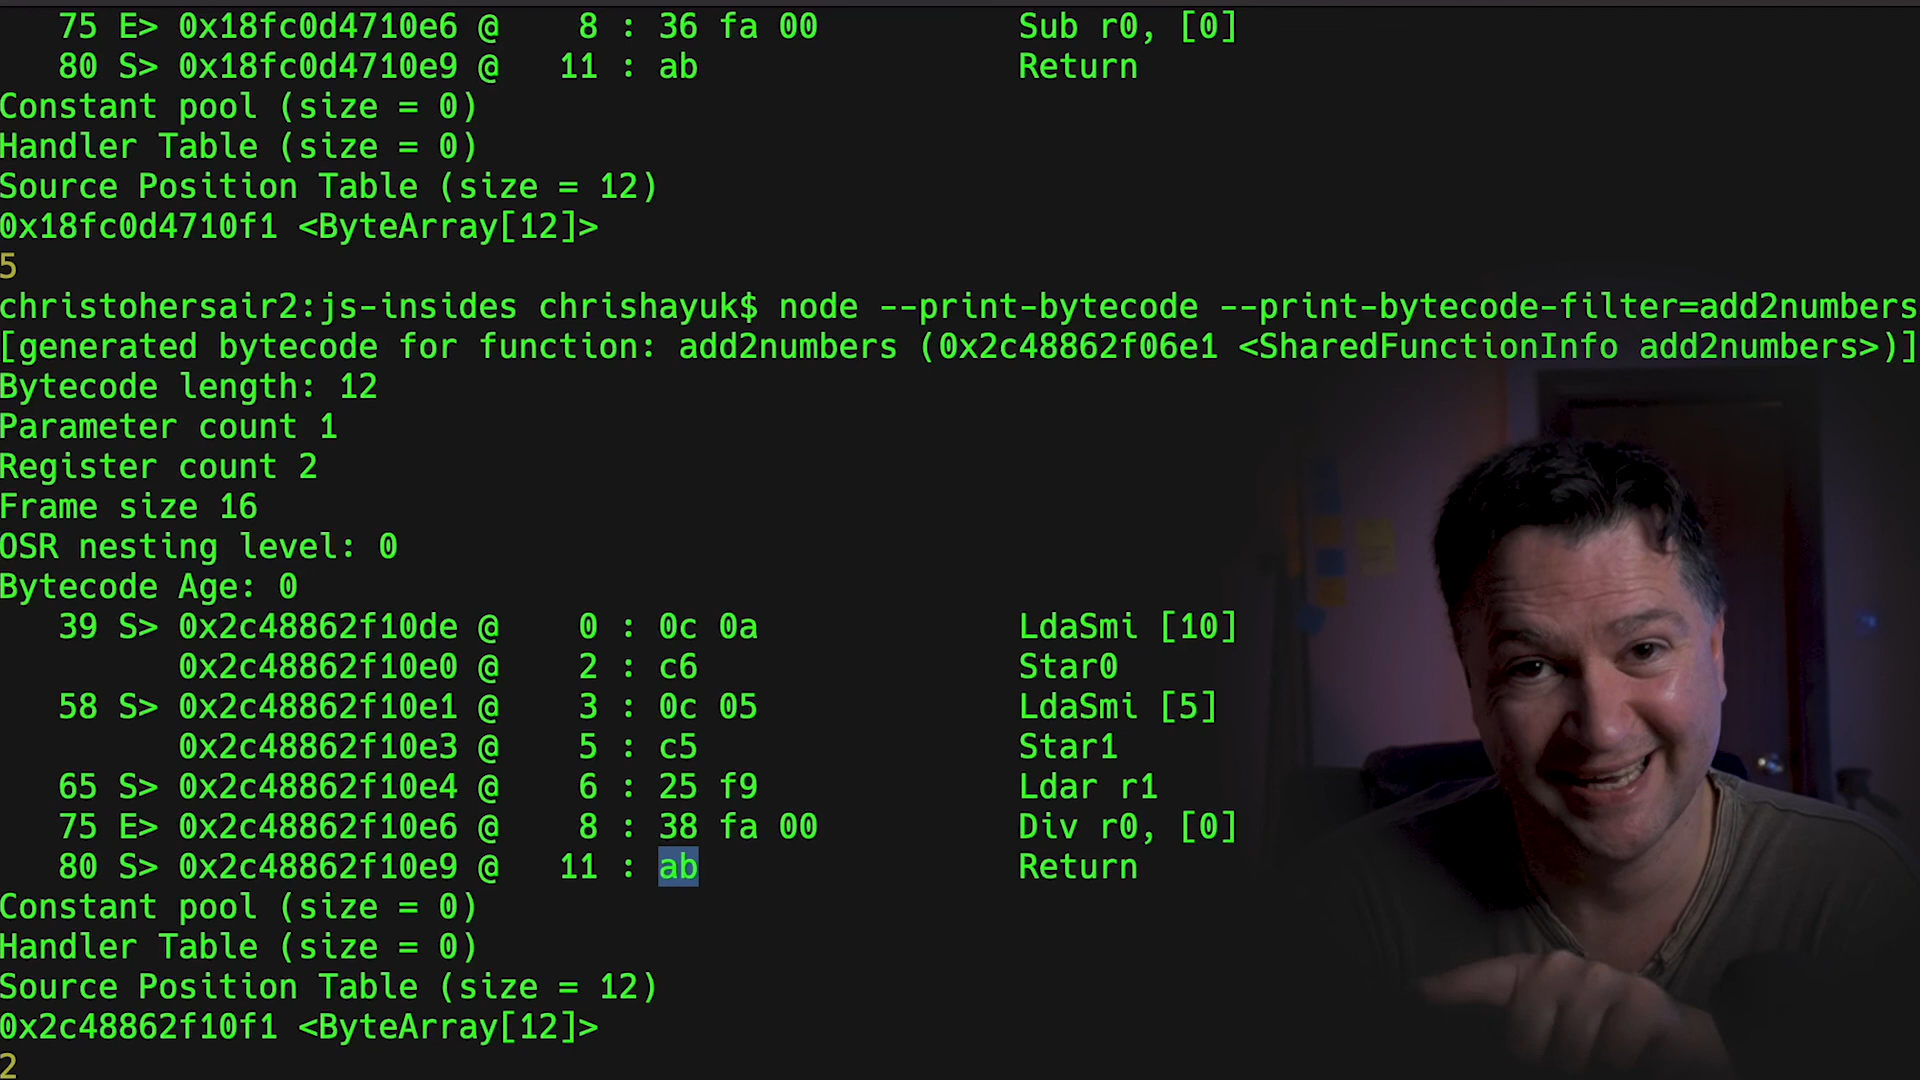 75 E> 0x18fc0d4710e6 @    8 : 36 fa 00          Sub r0, [0]
80 S> 0x18fc0d4710e9 @   11 : ab                Return
Constant pool (size = 0)
Handler Table (size = 0)
Source Position Table (size = 12)
0x18fc0d4710f1 <ByteArray[12]>
5
christohersair2:js-insides chrishayuk$ node --print-bytecode --print-bytecode-filter=add2numbers
[generated bytecode for function: add2numbers (0x2c48862f06e1 <SharedFunctionInfo add2numbers>)]
Bytecode length: 12
Parameter count 1
Register count 2
Frame size 16
OSR nesting level: 0
Bytecode Age: 0
39 S> 0x2c48862f10de @    0 : 0c 0a             LdaSmi [10]
0x2c48862f10e0 @    2 : c6                Star0
58 S> 0x2c48862f10e1 @    3 : 0c 05             LdaSmi [5]
0x2c48862f10e3 @    5 : c5                Star1
65 S> 0x2c48862f10e4 @    6 : 25 f9             Ldar r1
75 E> 0x2c48862f10e6 @    8 : 38 fa 00          Div r0, [0]
80 S> 0x2c48862f10e9 @   11 : ab                Return
Constant pool (size = 0)
Handler Table (size = 0)
Source Position Table (size = 12)
0x2c48862f10f1 <ByteArray[12]>
2